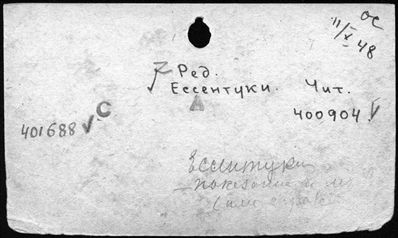 ОС
11/X 48
Ред.
Ессентуки. Чит.
А
400904 V
С
401688 V
Ессентуки